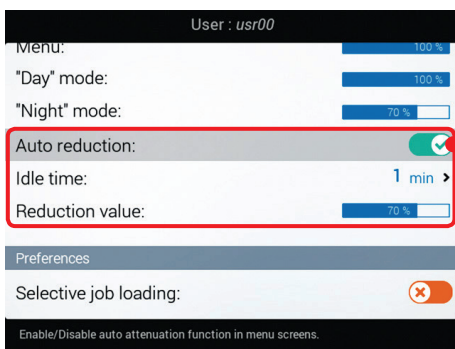 User : usr00
Menu: 100 %
"Day" mode: 100 %
"Night" mode: 70 %
Auto reduction:
Idle time: 1 min >
Reduction value: 70 %
Preferences
Selective job loading:
Enable/Disable auto attenuation function in menu screens.